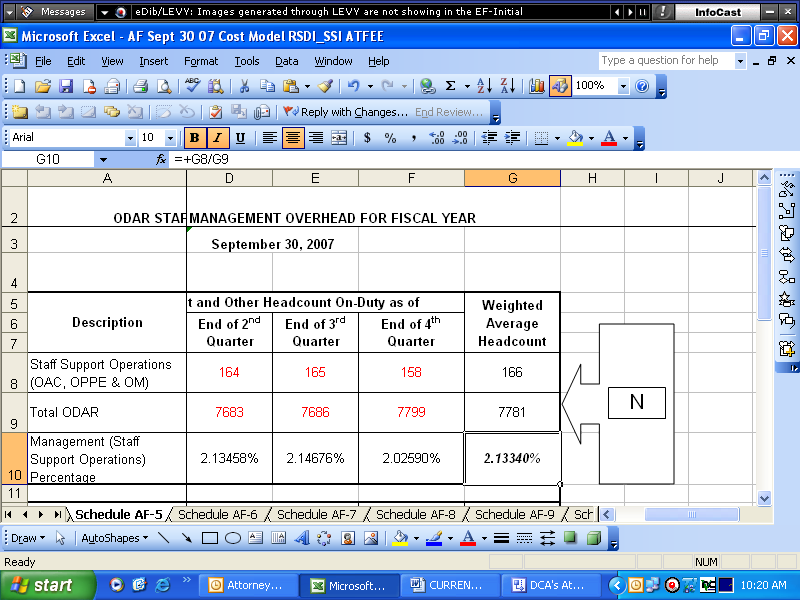 Messages eDib/LEVY: Images generated through LEVY are not showing in the EF-Initial InfoCast
Microsoft Excel - AF Sept 30 07 Cost Model RSDI_SSI ATFEE
File Edit View Insert Format Tools Data Window Help Type a question for help
100%
Reply with Changes... End Review...
Arial 10 B I U $ % ,
G10 fx =+G8/G9
A D E F G H I J
2 ODAR STAF MANAGEMENT OVERHEAD FOR FISCAL YEAR
3 September 30, 2007
4
5 t and Other Headcount On-Duty as of Weighted
6 Description End of 2nd End of 3rd End of 4th Average
7 Quarter Quarter Quarter Headcount
Staff Support Operations
8 (OAC, OPPE & OM) 164 165 158 166
9 Total ODAR 7683 7686 7799 7781
N
Management (Staff
Support Operations) 2.13458% 2.14676% 2.02590% 2.13340%
10 Percentage
11
Schedule AF-5 Schedule AF-6 Schedule AF-7 Schedule AF-8 Schedule AF-9 Sch
Draw AutoShapes
Ready NUM
start Attorney... Microsoft... CURREN... DCA's At... 10:20 AM